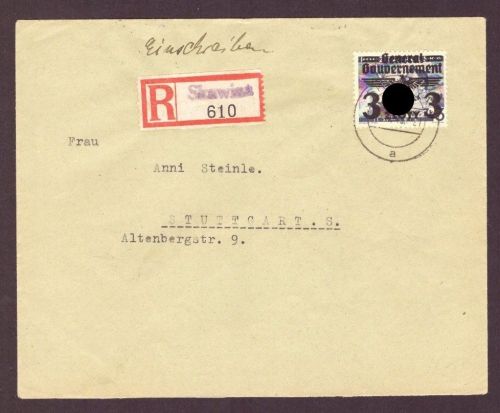 Einschreiben
General
Gouvernement
3 3
R Skawina
610
Frau
Anni Steinle.
STUTTGART. S.
Altenbergstr. 9.
a